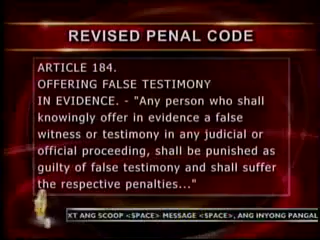 REVISED PENAL CODE
ARTICLE 184.
OFFERING FALSE TESTIMONY
IN EVIDENCE. - "Any person who shall
knowingly offer in evidence a false
witness or testimony in any judicial or
official proceeding, shall be punished as
guilty of false testimony and shall suffer
the respective penalties..."
XT ANG SCOOP <SPACE> MESSAGE <SPACE>, ANG INYONG PANGAL